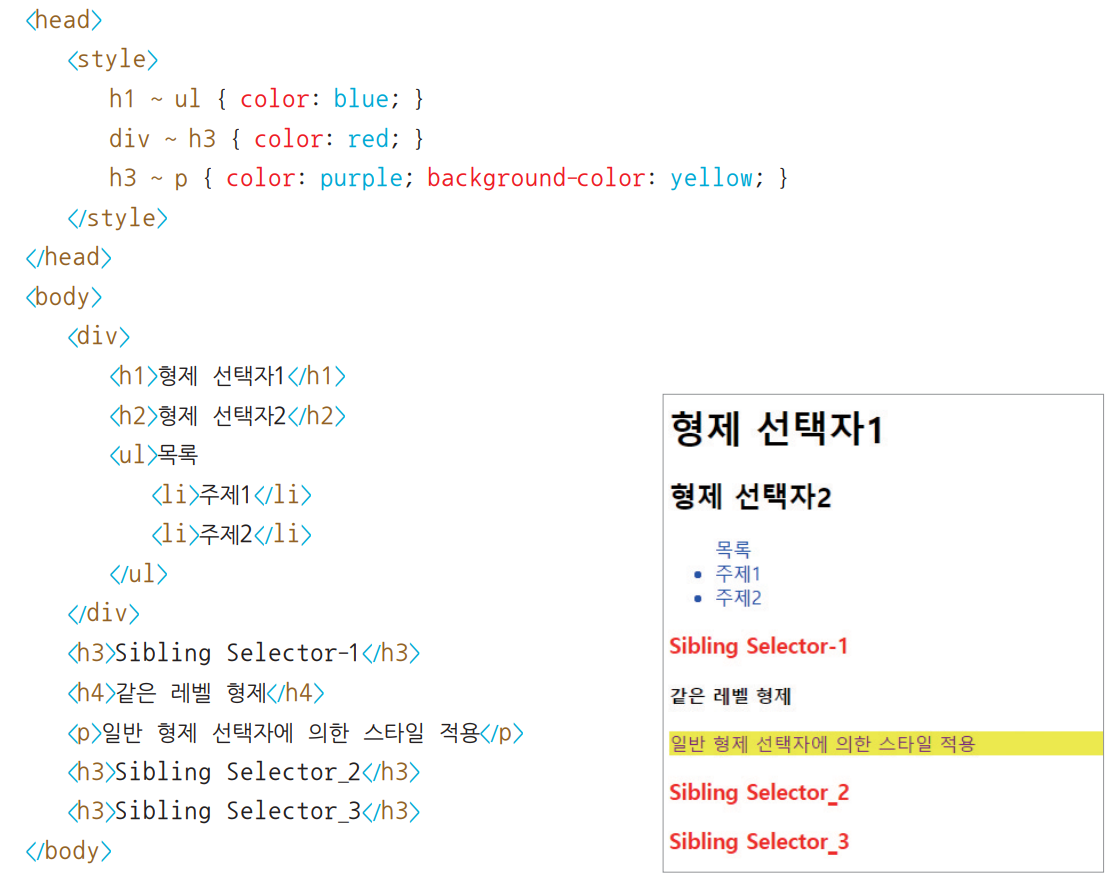 <head>
<style>
h1 ~ ul { color: blue; }
div ~ h3 { color: red; }
h3 ~ p { color: purple; background-color: yellow; }
</style>
</head>
<body>
<div>
<h1>형제 선택자1</h1>
<h2>형제 선택자2</h2>
<ul>목록
<li>주제1</li>
<li>주제2</li>
</ul>
</div>
<h3>Sibling Selector-1</h3>
<h4>같은 레벨 형제</h4>
<p>일반 형제 선택자에 의한 스타일 적용</p>
<h3>Sibling Selector_2</h3>
<h3>Sibling Selector_3</h3>
</body>
형제 선택자1
형제 선택자2
목록
• 주제1
• 주제2
Sibling Selector-1
같은 레벨 형제
일반 형제 선택자에 의한 스타일 적용
Sibling Selector_2
Sibling Selector_3